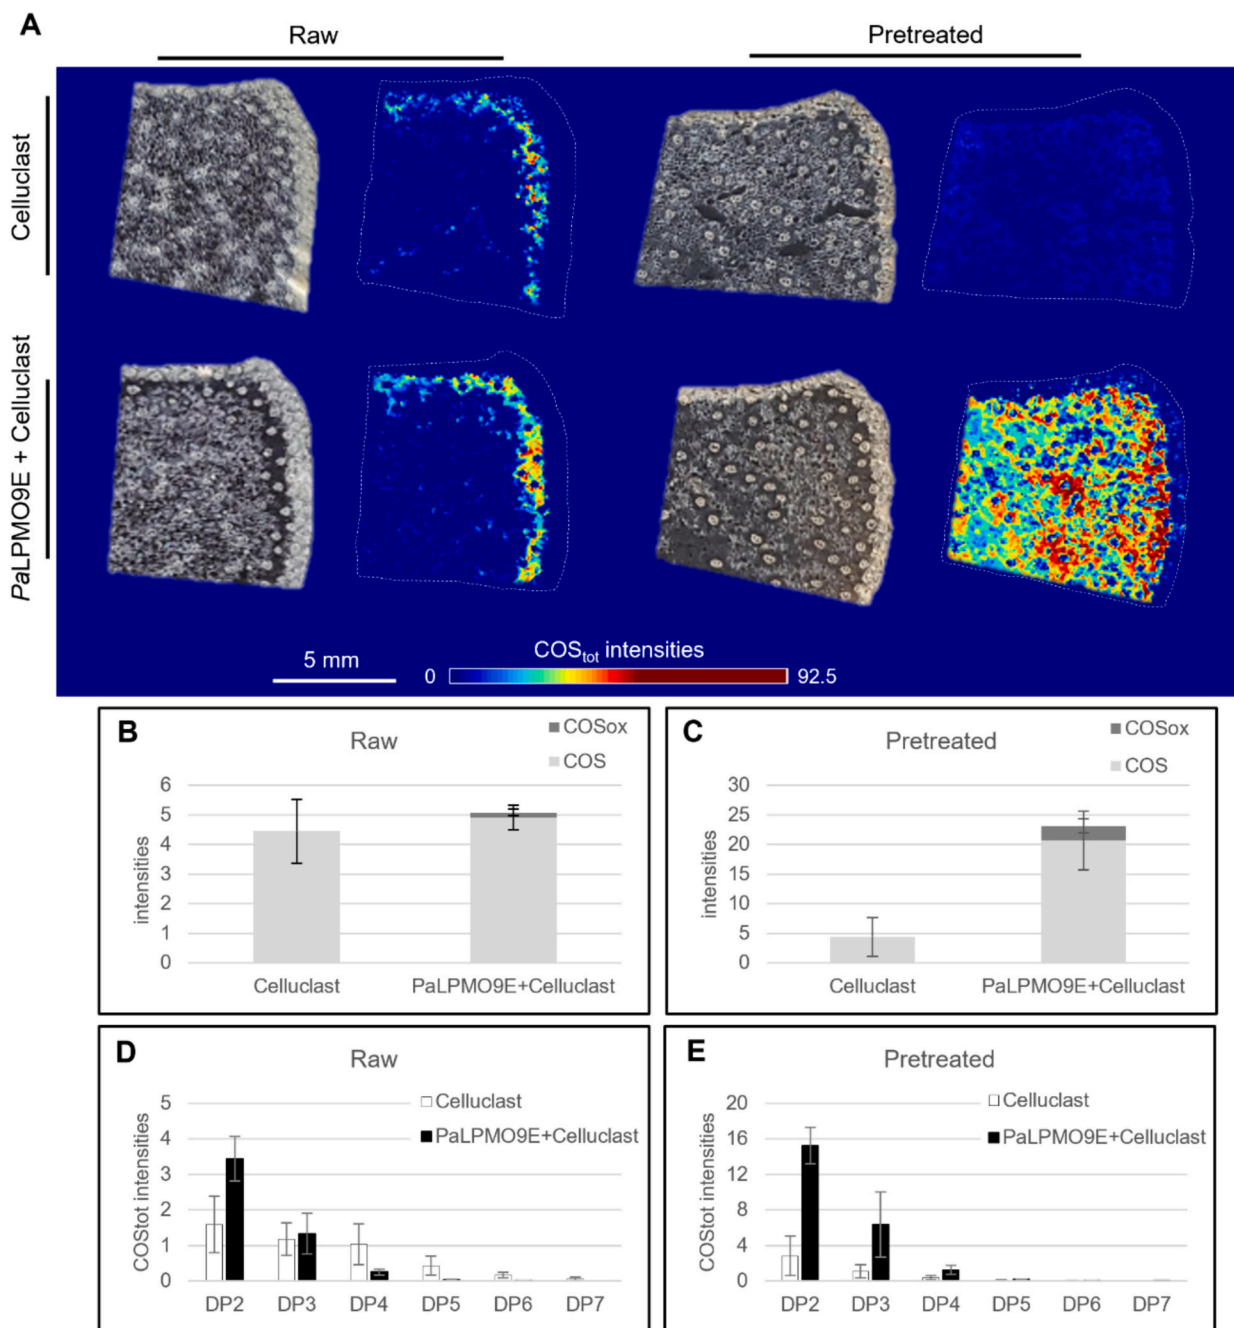 A
Raw
Pretreated
Celluclast
PaLPMO9E + Celluclast
5 mm
COStot intensities
0
92.5
B
Raw
COSox
COS
intensities
6
5
4
3
2
1
0
Celluclast
PaLPMO9E+Celluclast
C
Pretreated
COSox
COS
intensities
30
25
20
15
10
5
0
Celluclast
PaLPMO9E+Celluclast
D
Raw
Celluclast
PaLPMO9E+Celluclast
COStot intensities
5
4
3
2
1
0
DP2 DP3 DP4 DP5 DP6 DP7
E
Pretreated
Celluclast
PaLPMO9E+Celluclast
COStot intensities
20
16
12
8
4
0
DP2 DP3 DP4 DP5 DP6 DP7